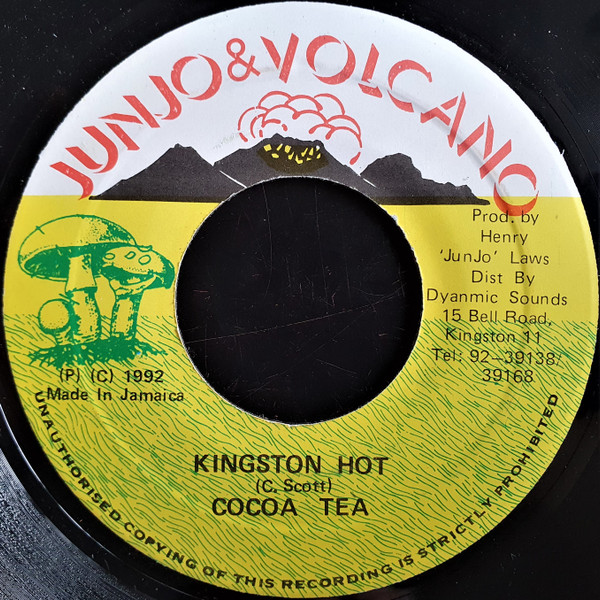 JUNJO & VOLCANO
Prod. by
Henry
'JunJo' Laws
Dist By
Dyanmic Sounds
15 Bell Road,
Kingston 11
Tel: 92-39138/
39168
(P) (C) 1992
Made In Jamaica
KINGSTON HOT
(C. Scott)
COCOA TEA
UNAUTHORISED COPYING OF THIS RECORDING IS STRICTLY PROHIBITED